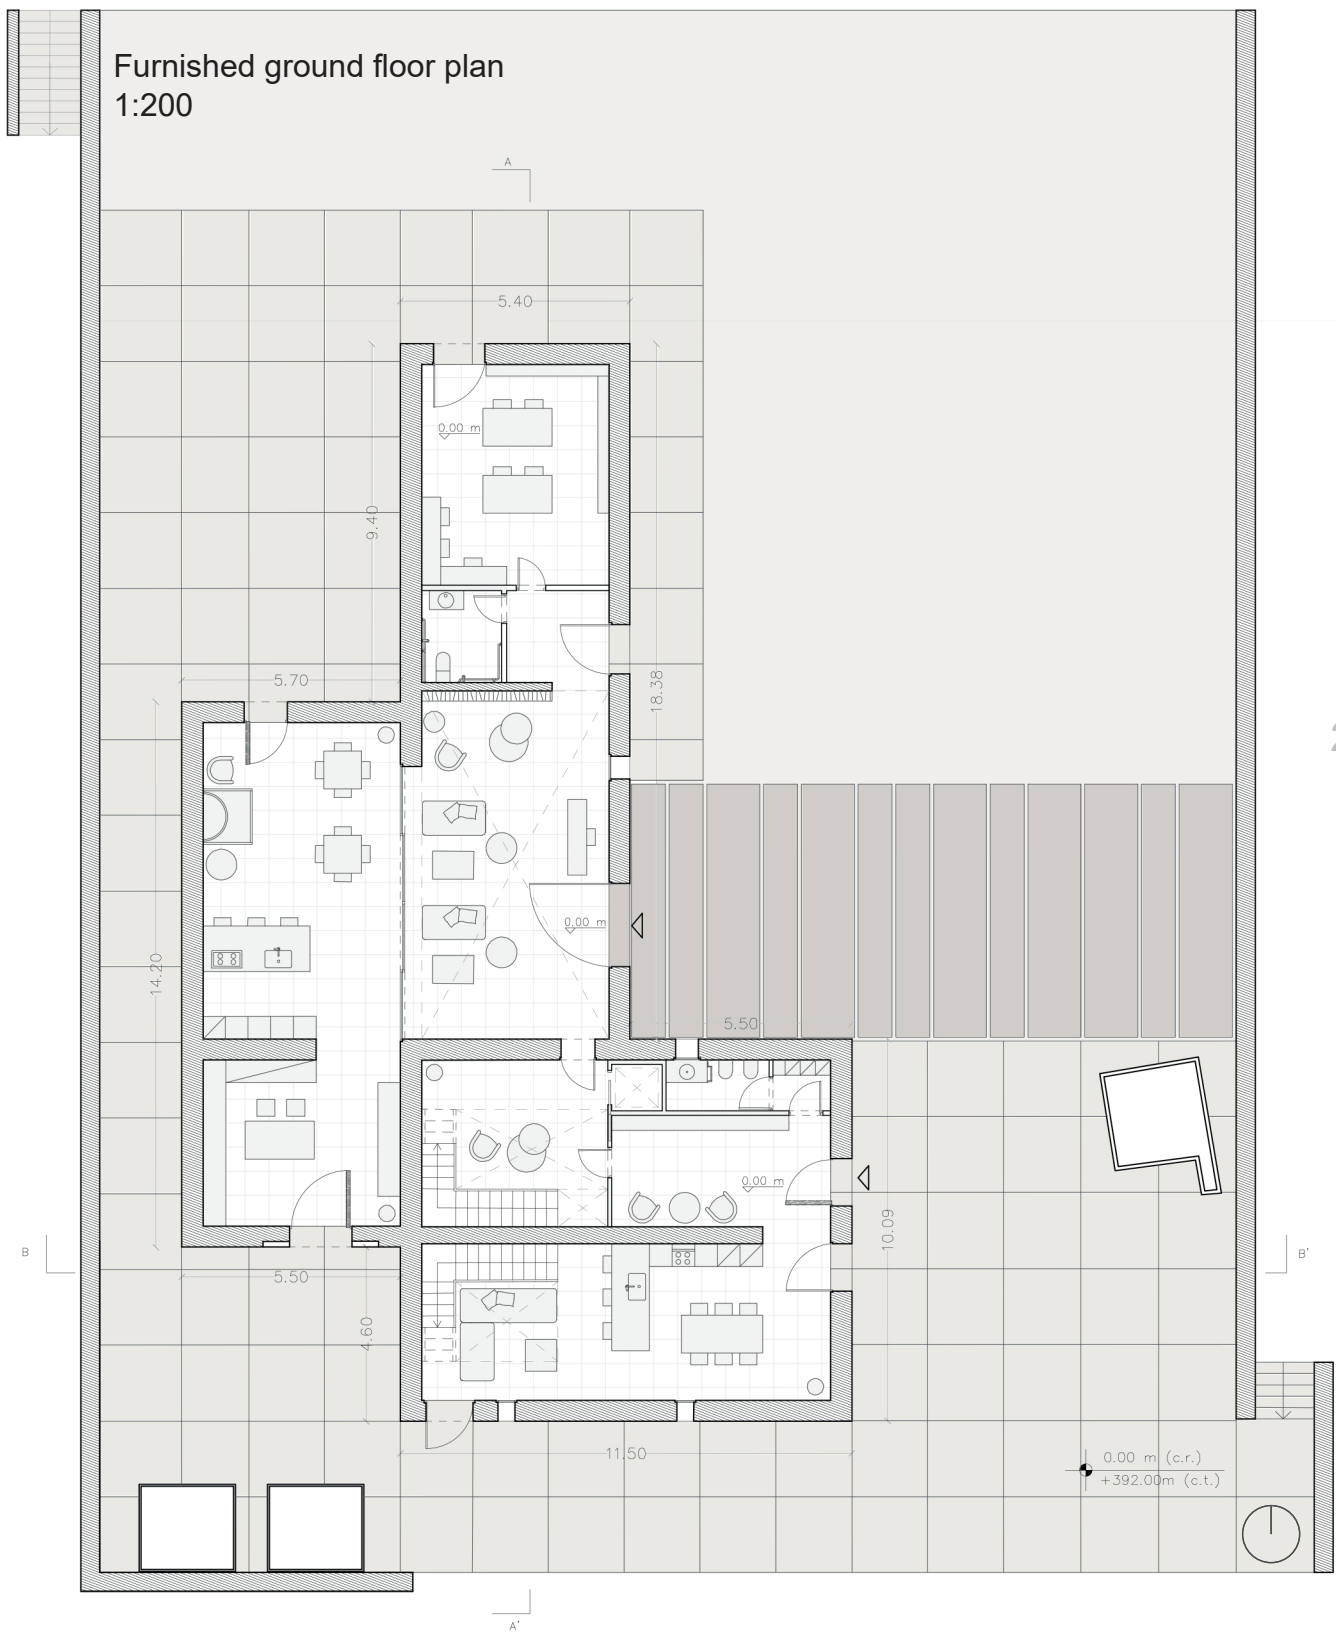 Furnished ground floor plan
1:200
A
5.40
0.00 m
9.40
5.70
18.38
14.20
0.00 m
5.50
0.00 m
10.09
B
B'
5.50
4.60
11.50
0.00 m (c.r.)
+392.00m (c.t.)
A'